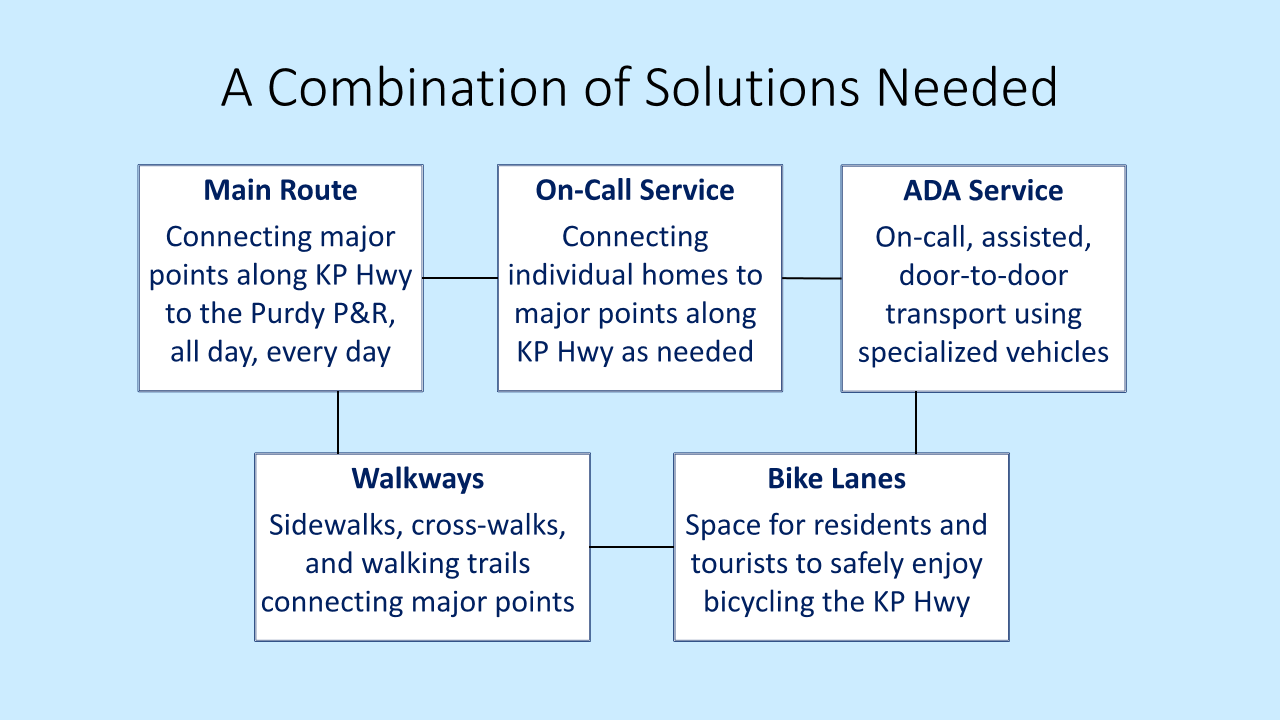 A Combination of Solutions Needed
Main Route
Connecting major
points along KP Hwy
to the Purdy P&R,
all day, every day
On-Call Service
Connecting
individual homes to
major points along
KP Hwy as needed
ADA Service
On-call, assisted,
door-to-door
transport using
specialized vehicles
Walkways
Sidewalks, cross-walks,
and walking trails
connecting major points
Bike Lanes
Space for residents and
tourists to safely enjoy
bicycling the KP Hwy